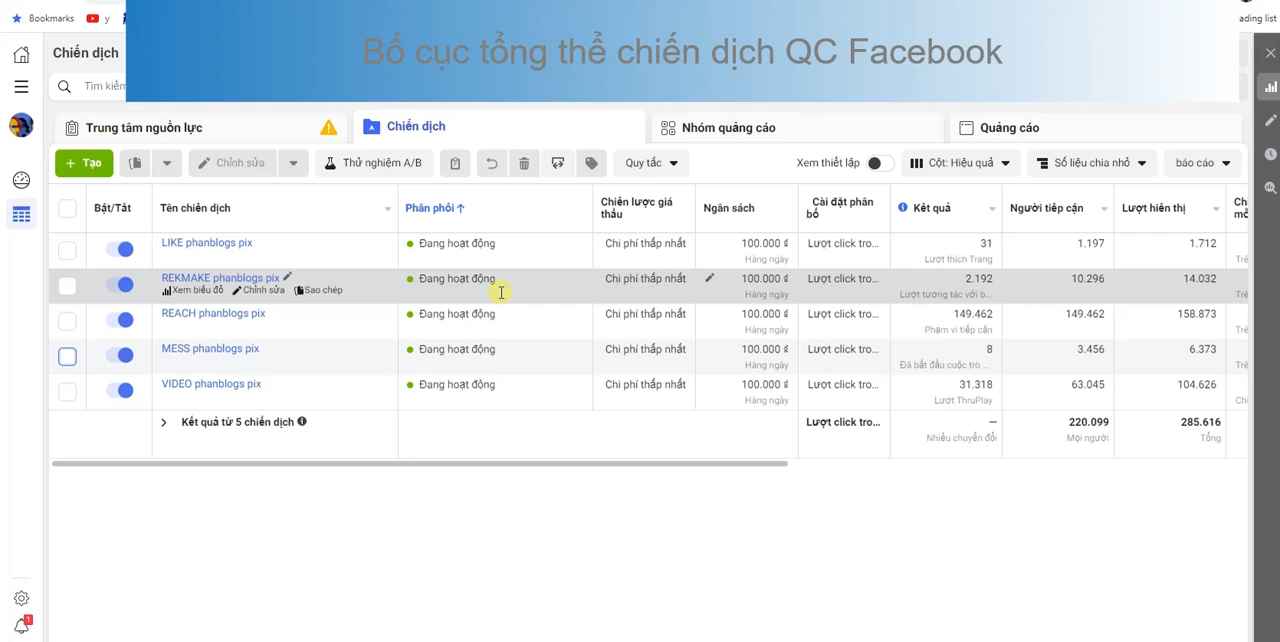 Bookmarks
y
ading list
Bố cục tổng thể chiến dịch QC Facebook
Chiến dịch
Tìm kiếm
Trung tâm nguồn lực
Chiến dịch
Nhóm quảng cáo
Quảng cáo
+ Tạo
Chỉnh sửa
Thử nghiệm A/B
Quy tắc
Xem thiết lập
Cột: Hiệu quả
Số liệu chia nhỏ
báo cáo
Bật/Tắt
Tên chiến dịch
Phân phối ↑
Chiến lược giá
thầu
Ngân sách
Cài đặt phân
bổ
Kết quả
Người tiếp cận
Lượt hiển thị
LIKE phanblogs pix
Đang hoạt động
Chi phí thấp nhất
100.000 ₫
Hàng ngày
Lượt click tro...
31
Lượt thích Trang
1.197
1.712
REKMAKE phanblogs pix
Xem biểu đồ
Chỉnh sửa
Sao chép
Đang hoạt động
Chi phí thấp nhất
100.000 ₫
Hàng ngày
Lượt click tro...
2.192
Lượt tương tác với b...
10.296
14.032
REACH phanblogs pix
Đang hoạt động
Chi phí thấp nhất
100.000 ₫
Hàng ngày
Lượt click tro...
149.462
Phạm vi tiếp cận
149.462
158.873
MESS phanblogs pix
Đang hoạt động
Chi phí thấp nhất
100.000 ₫
Hàng ngày
Lượt click tro...
8
Đã bắt đầu cuộc trò ...
3.456
6.373
VIDEO phanblogs pix
Đang hoạt động
Chi phí thấp nhất
100.000 ₫
Hàng ngày
Lượt click tro...
31.318
Lượt ThruPlay
63.045
104.626
Kết quả từ 5 chiến dịch
Lượt click tro...
—
Nhiều chuyển đổi
220.099
Mọi người
285.616
Tổng
1